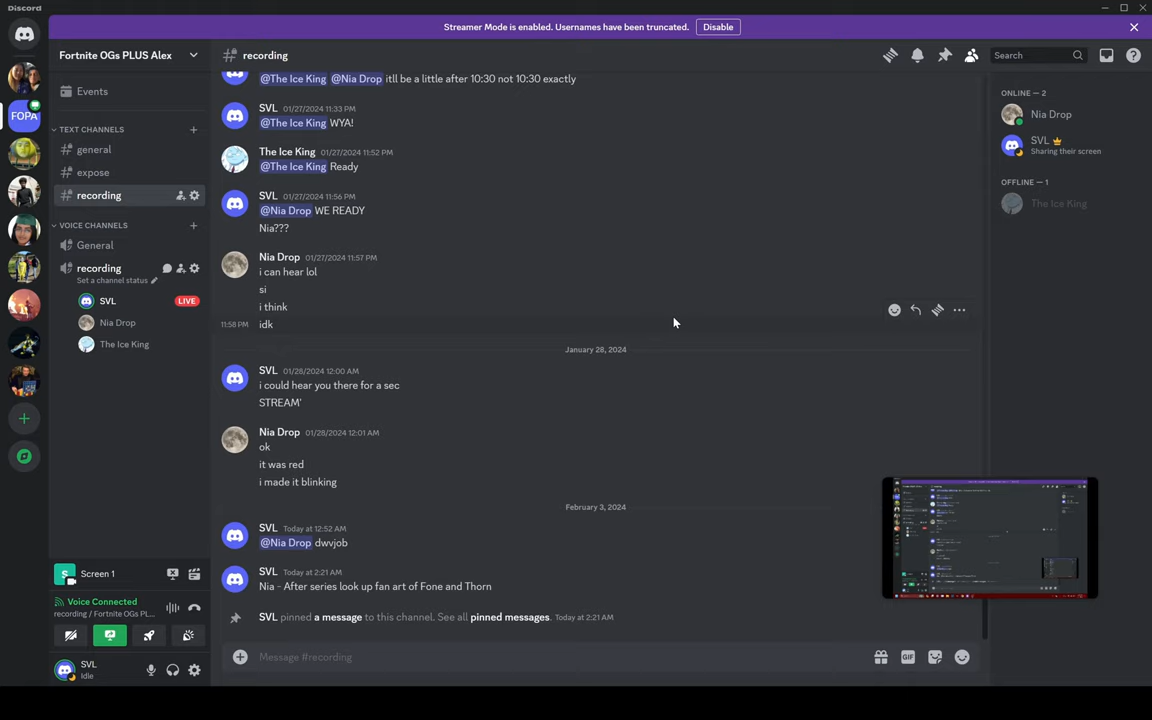 Discord
Streamer Mode is enabled. Usernames have been truncated.
Disable
FOPA
Fortnite OGs PLUS Alex
Events
TEXT CHANNELS
general
expose
recording
VOICE CHANNELS
General
recording
Set a channel status
SVL
LIVE
Nia Drop
The Ice King
S
Screen 1
Voice Connected
recording / Fortnite OGs PL...
SVL
Idle
recording
Search
@The Ice King @Nia Drop itll be a little after 10:30 not 10:30 exactly
SVL 01/27/2024 11:33 PM
@The Ice King WYA!
The Ice King 01/27/2024 11:52 PM
@The Ice King Ready
SVL 01/27/2024 11:56 PM
@Nia Drop WE READY
Nia???
Nia Drop 01/27/2024 11:57 PM
i can hear lol
si
i think
11:58 PM idk
January 28, 2024
SVL 01/28/2024 12:00 AM
i could hear you there for a sec
STREAM'
Nia Drop 01/28/2024 12:01 AM
ok
it was red
i made it blinking
February 3, 2024
SVL Today at 12:52 AM
@Nia Drop dwvjob
SVL Today at 2:21 AM
Nia - After series look up fan art of Fone and Thorn
SVL pinned a message to this channel. See all pinned messages. Today at 2:21 AM
Message #recording
GIF
ONLINE — 2
Nia Drop
SVL
Sharing their screen
OFFLINE — 1
The Ice King